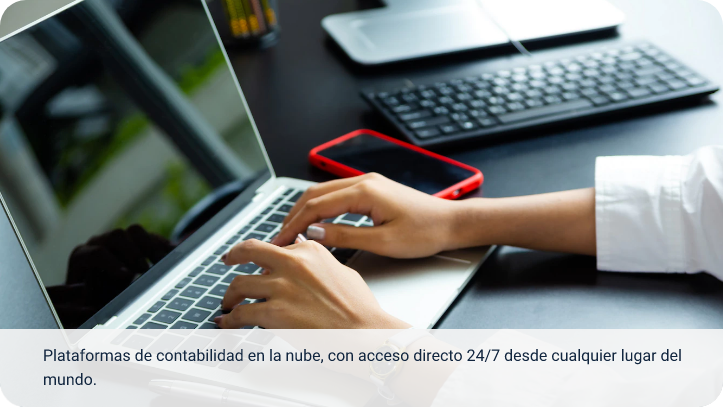 Plataformas de contabilidad en la nube, con acceso directo 24/7 desde cualquier lugar del
mundo.